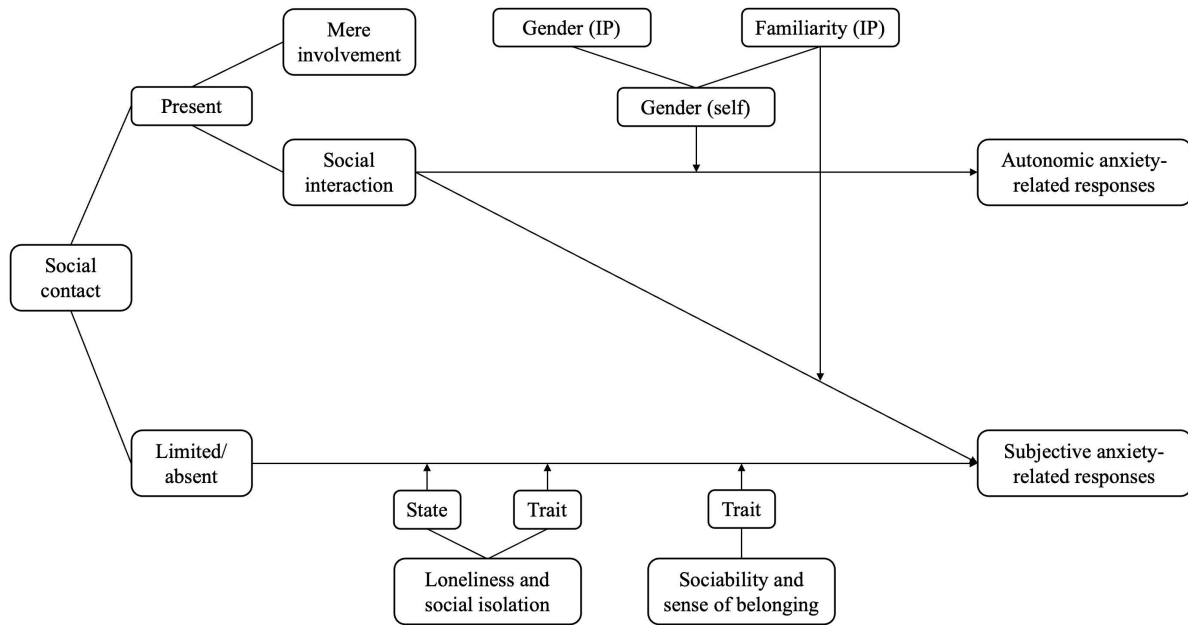 Mere
involvement
Gender (IP)
Familiarity (IP)
Present
Gender (self)
Social
interaction
Autonomic anxiety-
related responses
Social
contact
Limited/
absent
Subjective anxiety-
related responses
State
Trait
Trait
Loneliness and
social isolation
Sociability and
sense of belonging